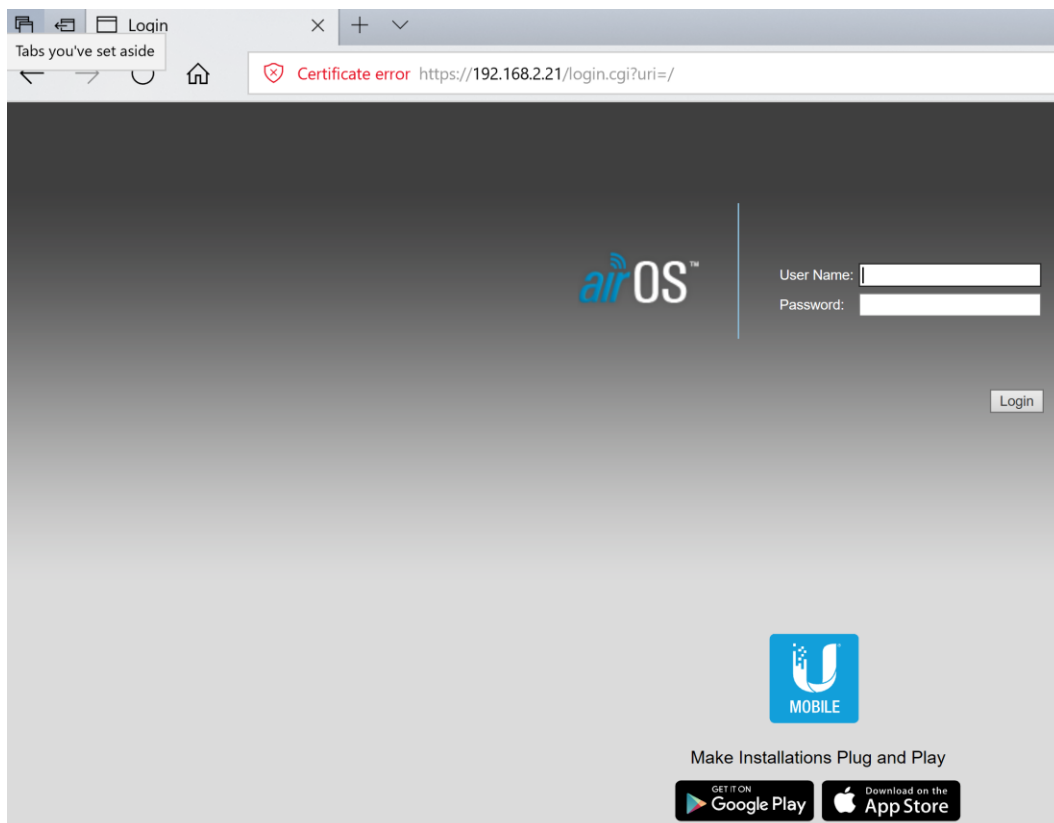 Login
Tabs you've set aside
Certificate error https://192.168.2.21/login.cgi?uri=/
airOS™
User Name:
Password:
Login
U
MOBILE
Make Installations Plug and Play
GET IT ON
Google Play
Download on the
App Store